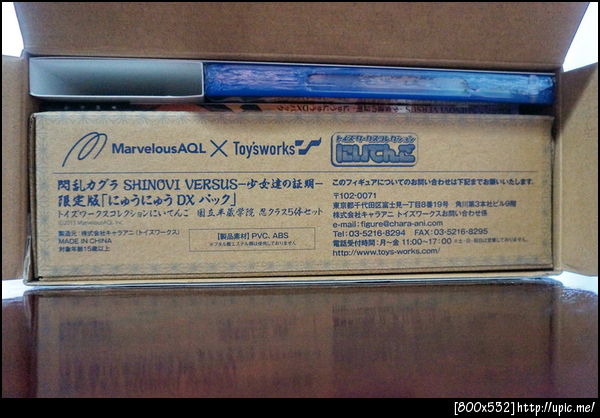 MarvelousAQL × Toy'sworks
トイズワークスコレクション
にいてんご
閃乱カグラ SHINOVI VERSUS-少女達の証明-
限定版「にゅうにゅう DX パック」
トイズワークスコレクションにいてんご 国立半蔵学院 忍クラス5体セット
©2013 MarvelousAQL Inc.
製造元：株式会社キャラアニ（トイズワークス）
MADE IN CHINA
対象年齢15歳以上
【製品素材】PVC、ABS
このフィギュアについてのお問い合わせは下記までお願いいたします。
〒102-0071
東京都千代田区富士見一丁目8番19号 角川第3本社ビル9階
株式会社キャラアニ トイズワークスお問い合せ係
e-mail：figure@chara-ani.com
Tel：03-5216-8294 FAX：03-5216-8295
電話受付時間：月～金 11:00～17:00
http://www.toys-works.com/
[800x532]http://upic.me/